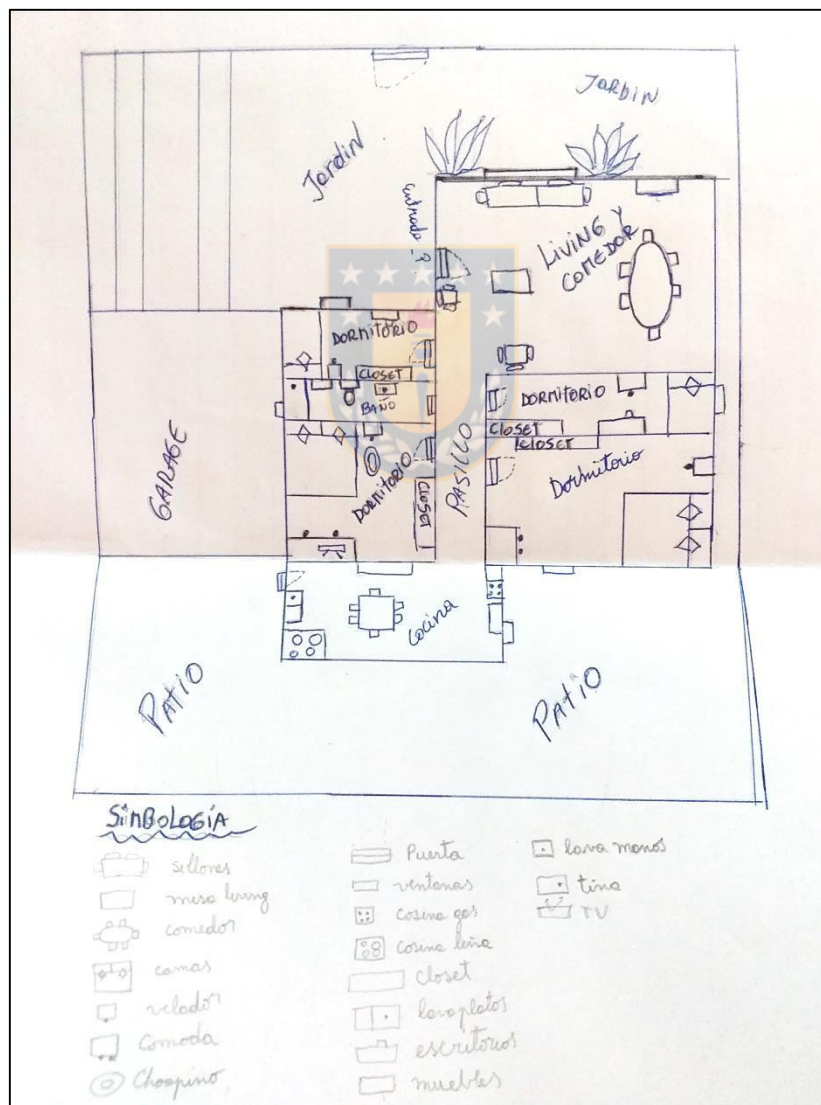 JARDIN
Jardin
Entrada P.
LIVING Y
COMEDOR
DORMITORIO
CLOSET
BAÑO
DORMITORIO
CLOSET
CLOSET
DORMITORIO
CLOSET
Dormitorio
PASILLO
GARAGE
Cocina
PATIO
PATIO
SIMBOLOGÍA
sillones
mesa living
comedor
camas
velador
Comoda
Choapino
Puerta
ventanas
cosina gas
cosina leña
closet
lavaplatos
escritorios
muebles
lava manos
tina
TV